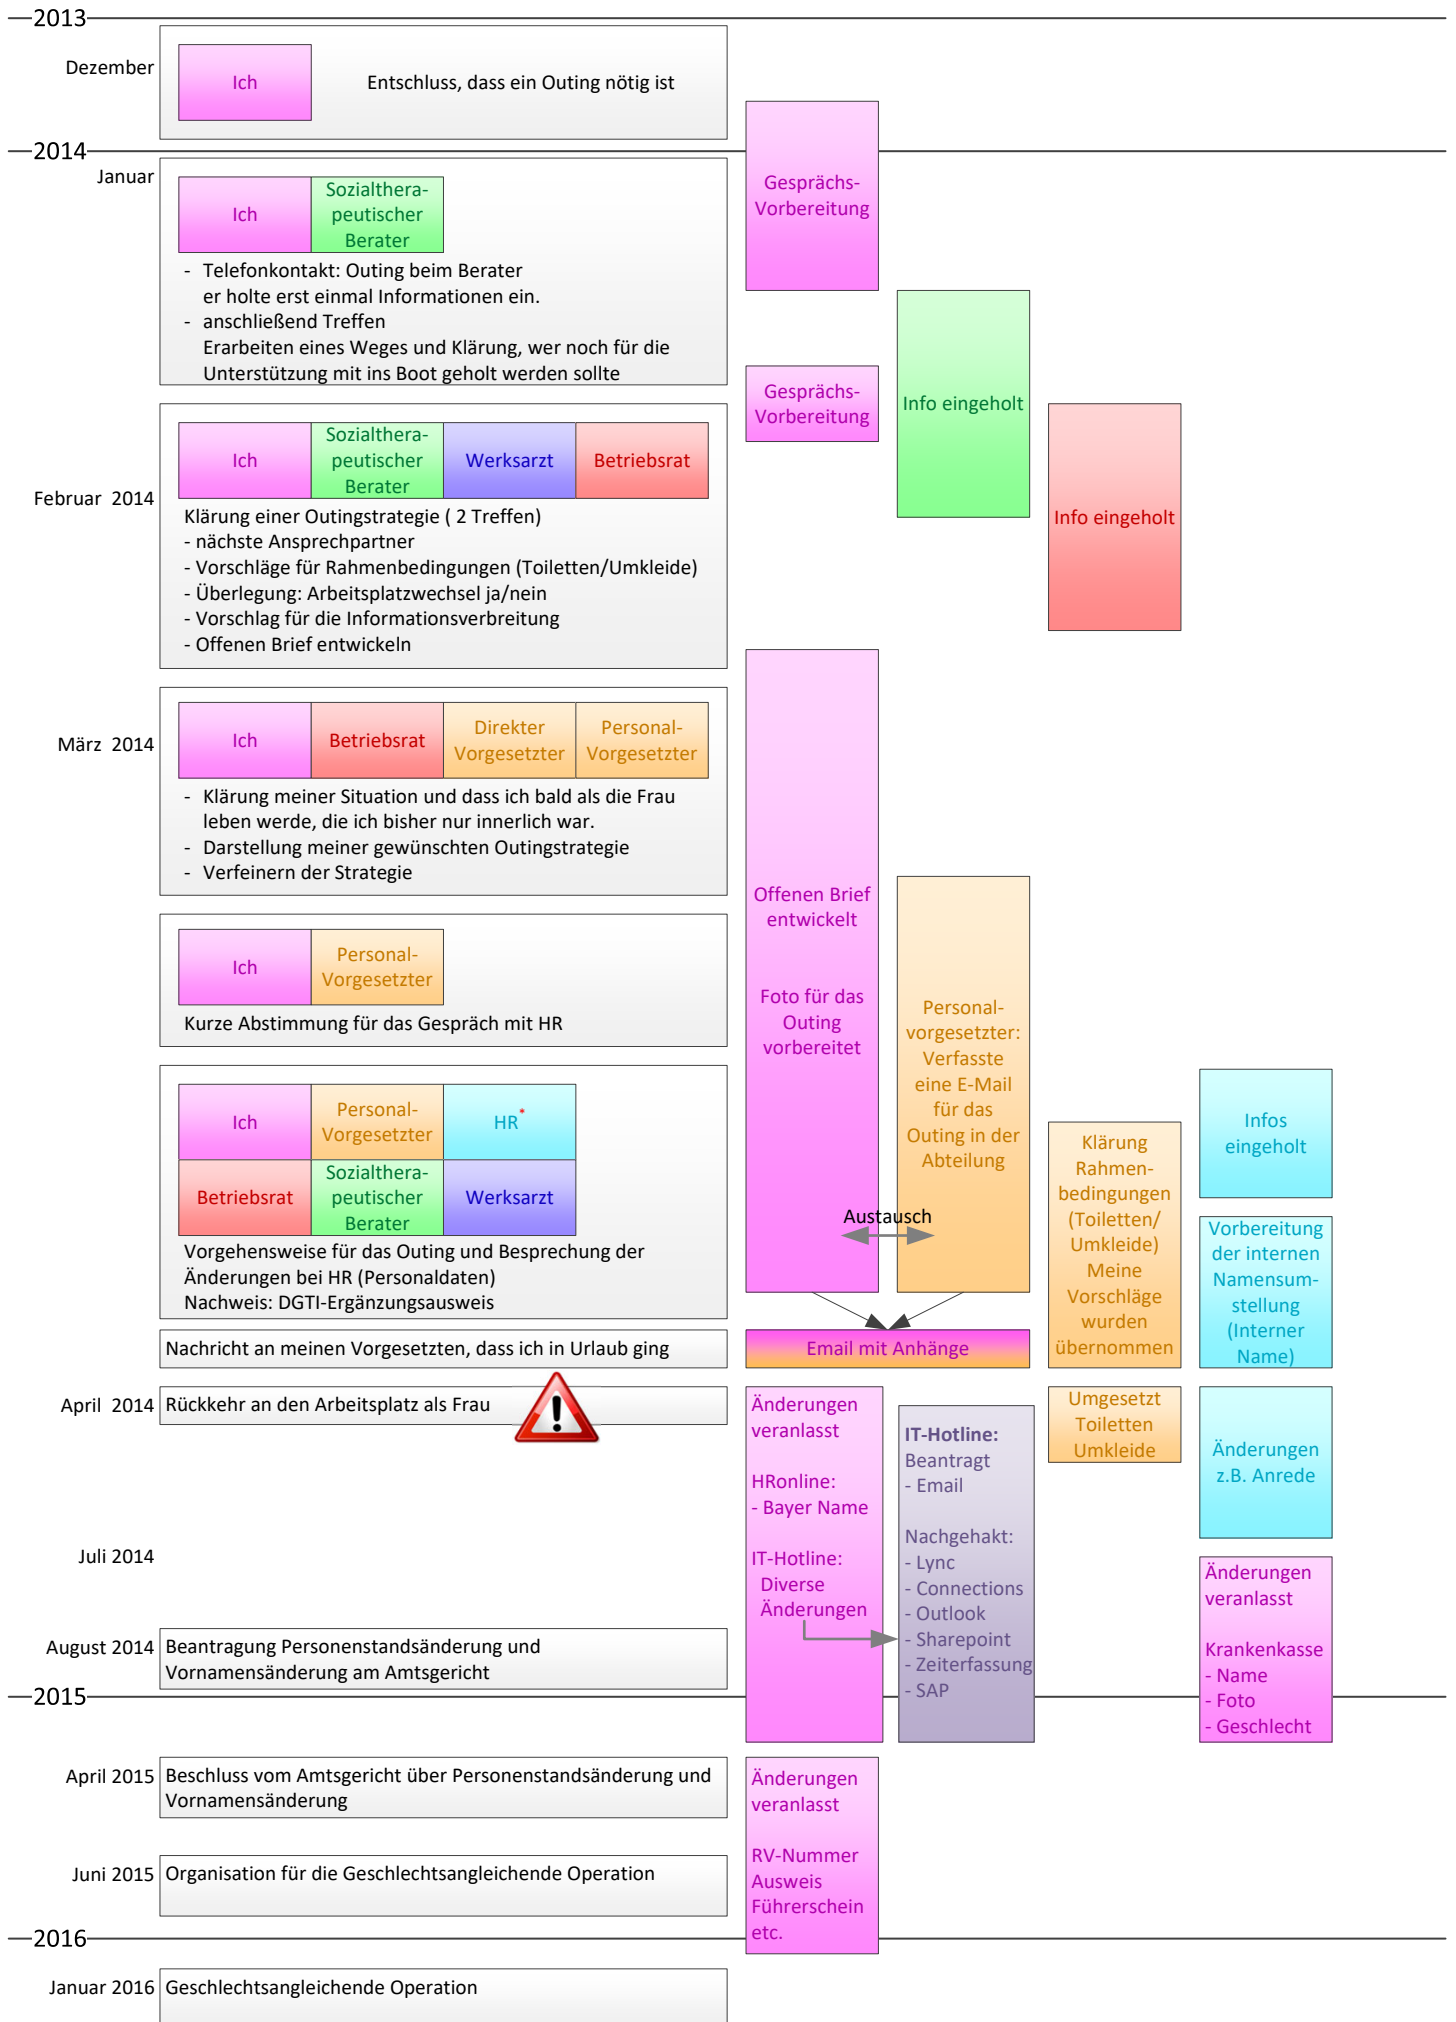 2013
Dezember
Ich
Entschluss, dass ein Outing nötig ist
2014
Januar
Ich
Sozialthera-
peutischer
Berater
- Telefonkontakt: Outing beim Berater
er holte erst einmal Informationen ein.
- anschließend Treffen
Erarbeiten eines Weges und Klärung, wer noch für die
Unterstützung mit ins Boot geholt werden sollte
Gesprächs-
Vorbereitung
Gesprächs-
Vorbereitung
Info eingeholt
Info eingeholt
Februar 2014
Ich
Sozialthera-
peutischer
Berater
Werksarzt
Betriebsrat
Klärung einer Outingstrategie ( 2 Treffen)
- nächste Ansprechpartner
- Vorschläge für Rahmenbedingungen (Toiletten/Umkleide)
- Überlegung: Arbeitsplatzwechsel ja/nein
- Vorschlag für die Informationsverbreitung
- Offenen Brief entwickeln
März 2014
Ich
Betriebsrat
Direkter
Vorgesetzter
Personal-
Vorgesetzter
- Klärung meiner Situation und dass ich bald als die Frau
leben werde, die ich bisher nur innerlich war.
- Darstellung meiner gewünschten Outingstrategie
- Verfeinern der Strategie
Ich
Personal-
Vorgesetzter
Kurze Abstimmung für das Gespräch mit HR
Ich
Personal-
Vorgesetzter
HR*
Betriebsrat
Sozialthera-
peutischer
Berater
Werksarzt
Vorgehensweise für das Outing und Besprechung der
Änderungen bei HR (Personaldaten)
Nachweis: DGTI-Ergänzungsausweis
Offenen Brief
entwickelt
Foto für das
Outing
vorbereitet
Personal-
vorgesetzter:
Verfasste
eine E-Mail
für das
Outing in der
Abteilung
Austausch
Klärung
Rahmen-
bedingungen
(Toiletten/
Umkleide)
Meine
Vorschläge
wurden
übernommen
Infos
eingeholt
Vorbereitung
der internen
Namensum-
stellung
(Interner
Name)
Nachricht an meinen Vorgesetzten, dass ich in Urlaub ging
Email mit Anhänge
April 2014
Rückkehr an den Arbeitsplatz als Frau
!
Änderungen
veranlasst
HRonline:
- Bayer Name
IT-Hotline:
Diverse
Änderungen
IT-Hotline:
Beantragt
- Email
Nachgehakt:
- Lync
- Connections
- Outlook
- Sharepoint
- Zeiterfassung
- SAP
Umgesetzt
Toiletten
Umkleide
Änderungen
z.B. Anrede
Juli 2014
Änderungen
veranlasst
Krankenkasse
- Name
- Foto
- Geschlecht
August 2014
Beantragung Personenstandsänderung und
Vornamensänderung am Amtsgericht
2015
April 2015
Beschluss vom Amtsgericht über Personenstandsänderung und
Vornamensänderung
Änderungen
veranlasst
RV-Nummer
Ausweis
Führerschein
etc.
Juni 2015
Organisation für die Geschlechtsangleichende Operation
2016
Januar 2016
Geschlechtsangleichende Operation